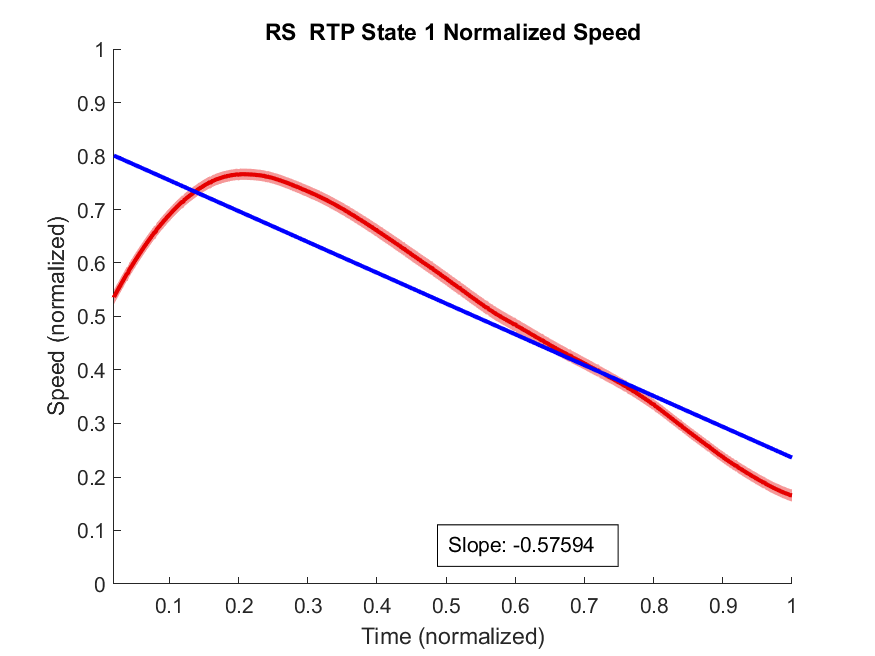 RS  RTP State 1 Normalized Speed
1
0.9
0.8
0.7
0.6
0.5
0.4
0.3
0.2
0.1
0
Speed (normalized)
Slope: -0.57594
0.1 0.2 0.3 0.4 0.5 0.6 0.7 0.8 0.9 1
Time (normalized)